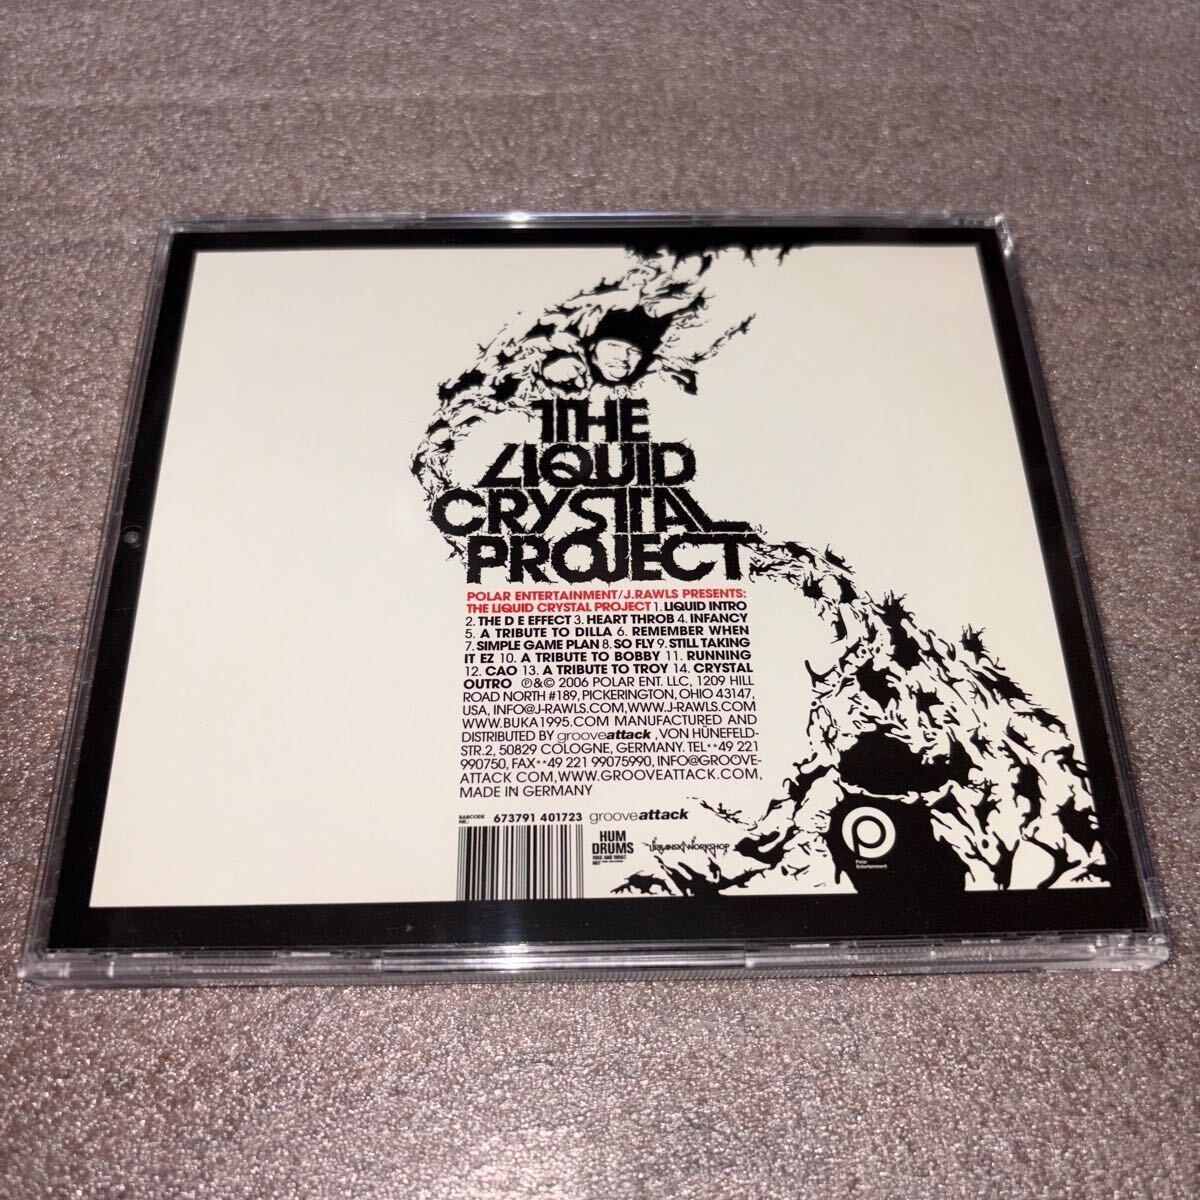 THE
LIQUID
CRYSTAL
PROJECT
POLAR ENTERTAINMENT/J.RAWLS PRESENTS:
THE LIQUID CRYSTAL PROJECT 1. LIQUID INTRO
2. THE D E EFFECT 3. HEART THROB 4. INFANCY
5. A TRIBUTE TO DILLA 6. REMEMBER WHEN
7. SIMPLE GAME PLAN 8. SO FLY 9. STILL TAKING
IT EZ 10. A TRIBUTE TO BOBBY 11. RUNNING
12. CAO 13. A TRIBUTE TO TROY 14. CRYSTAL
OUTRO ℗&© 2006 POLAR ENT. LLC, 1209 HILL
ROAD NORTH #189, PICKERINGTON, OHIO 43147,
USA, INFO@J-RAWLS.COM,WWW.J-RAWLS.COM
WWW.BUKA1995.COM MANUFACTURED AND
DISTRIBUTED BY grooveattack, VON HÜNEFELD-
STR.2, 50829 COLOGNE, GERMANY. TEL**49 221
990750, FAX**49 221 99075990, INFO@GROOVE-
ATTACK COM,WWW.GROOVEATTACK.COM,
MADE IN GERMANY
BARCODE NR.: 673791 401723 grooveattack
HUM
DRUMS
URBANSKIWORKSHOP
Polar
Entertainment